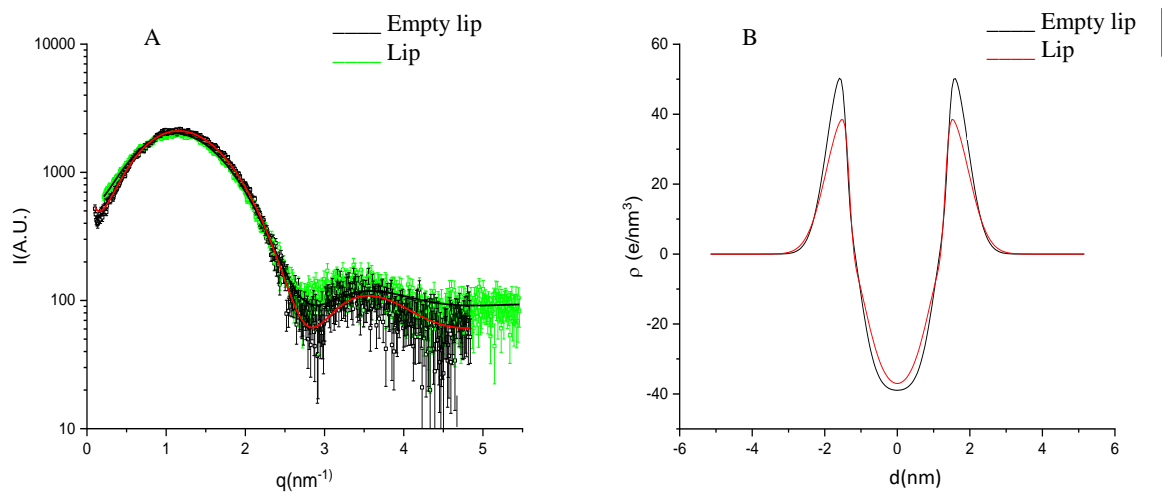 A
Empty lip
Lip
10000
1000
100
10
I(A.U.)
0 1 2 3 4 5
q(nm⁻¹)
B
Empty lip
Lip
60
40
20
0
-20
-40
ρ (e/nm³)
-6 -4 -2 0 2 4 6
d(nm)